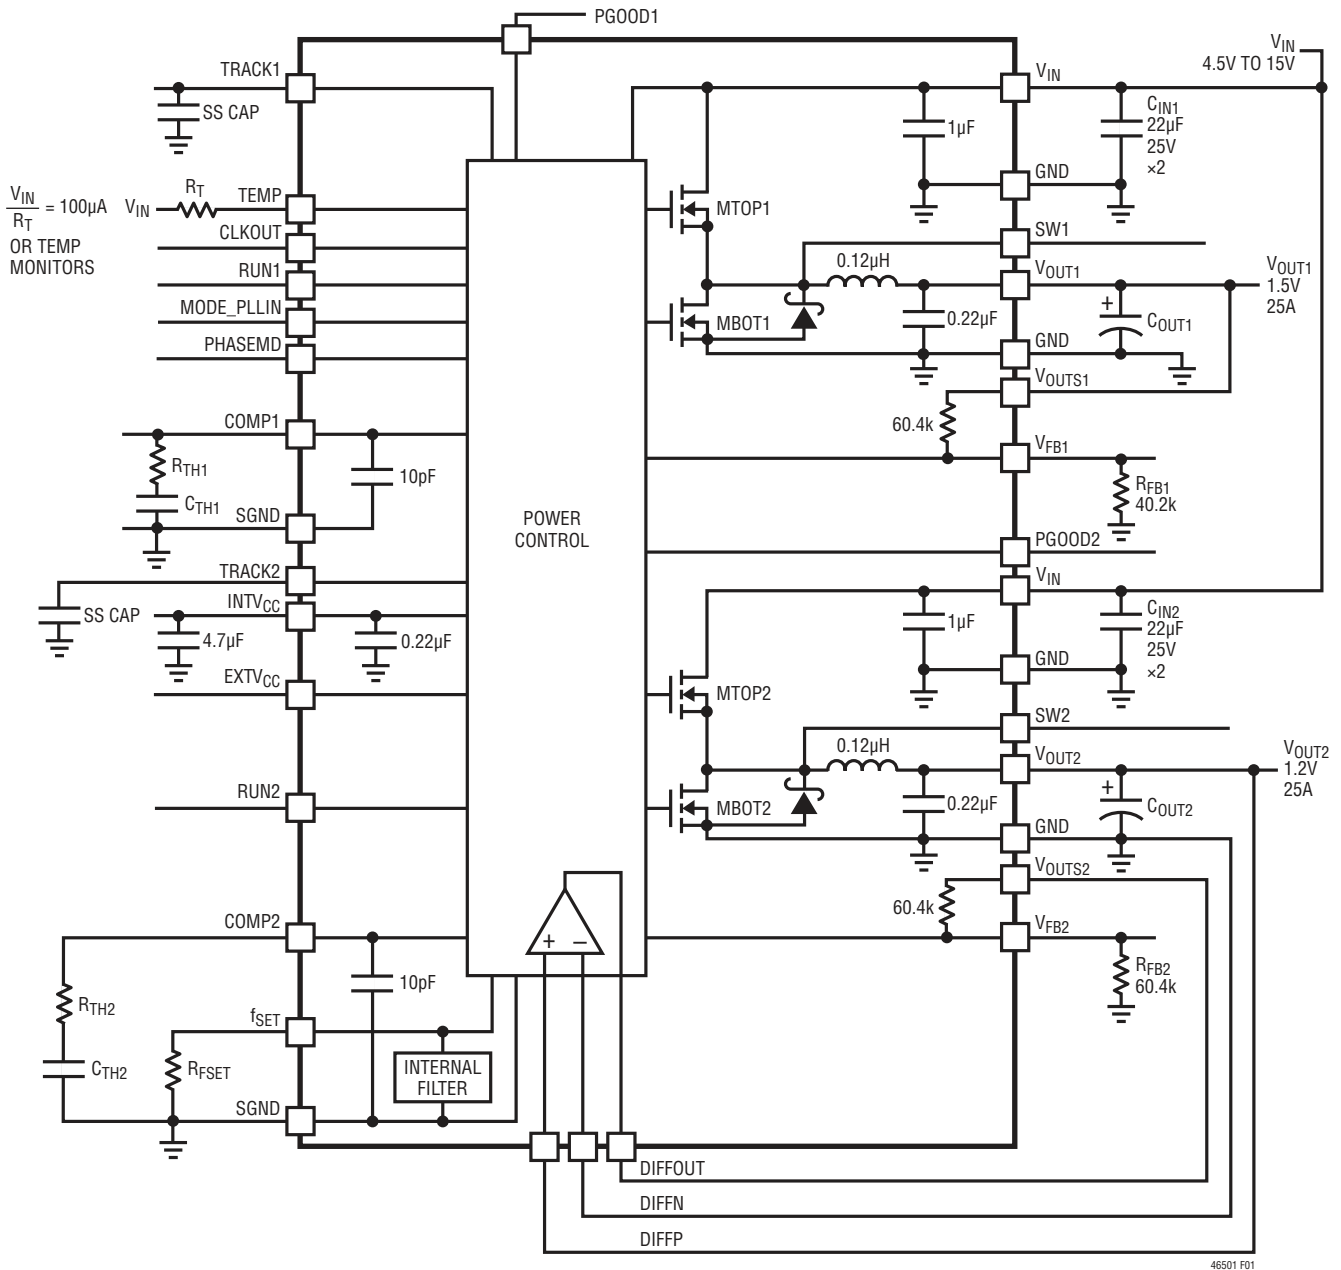 PGOOD1
TRACK1
SS CAP
VIN
RT
= 100µA
OR TEMP
MONITORS
VIN
RT
TEMP
CLKOUT
RUN1
MODE_PLLIN
PHASEMD
COMP1
RTH1
CTH1
SGND
10pF
TRACK2
SS CAP
INTVCC
4.7µF
0.22µF
EXTVCC
RUN2
COMP2
10pF
RTH2
CTH2
fSET
RFSET
INTERNAL
FILTER
SGND
POWER
CONTROL
+
–
VIN
4.5V TO 15V
VIN
1µF
CIN1
22µF
25V
×2
GND
MTOP1
SW1
0.12µH
VOUT1
VOUT1
1.5V
25A
MBOT1
0.22µF
+
COUT1
GND
VOUTS1
60.4k
VFB1
RFB1
40.2k
PGOOD2
VIN
1µF
CIN2
22µF
25V
×2
GND
MTOP2
SW2
0.12µH
VOUT2
VOUT2
1.2V
25A
MBOT2
0.22µF
+
COUT2
GND
VOUTS2
60.4k
VFB2
RFB2
60.4k
DIFFOUT
DIFFN
DIFFP
46501 F01